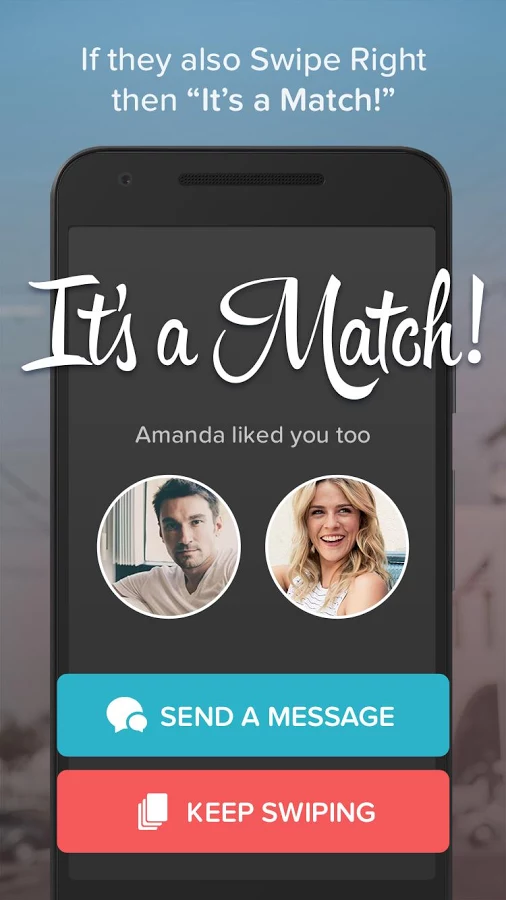 If they also Swipe Right
then “It’s a Match!”
It's a Match!
Amanda liked you too
SEND A MESSAGE
KEEP SWIPING